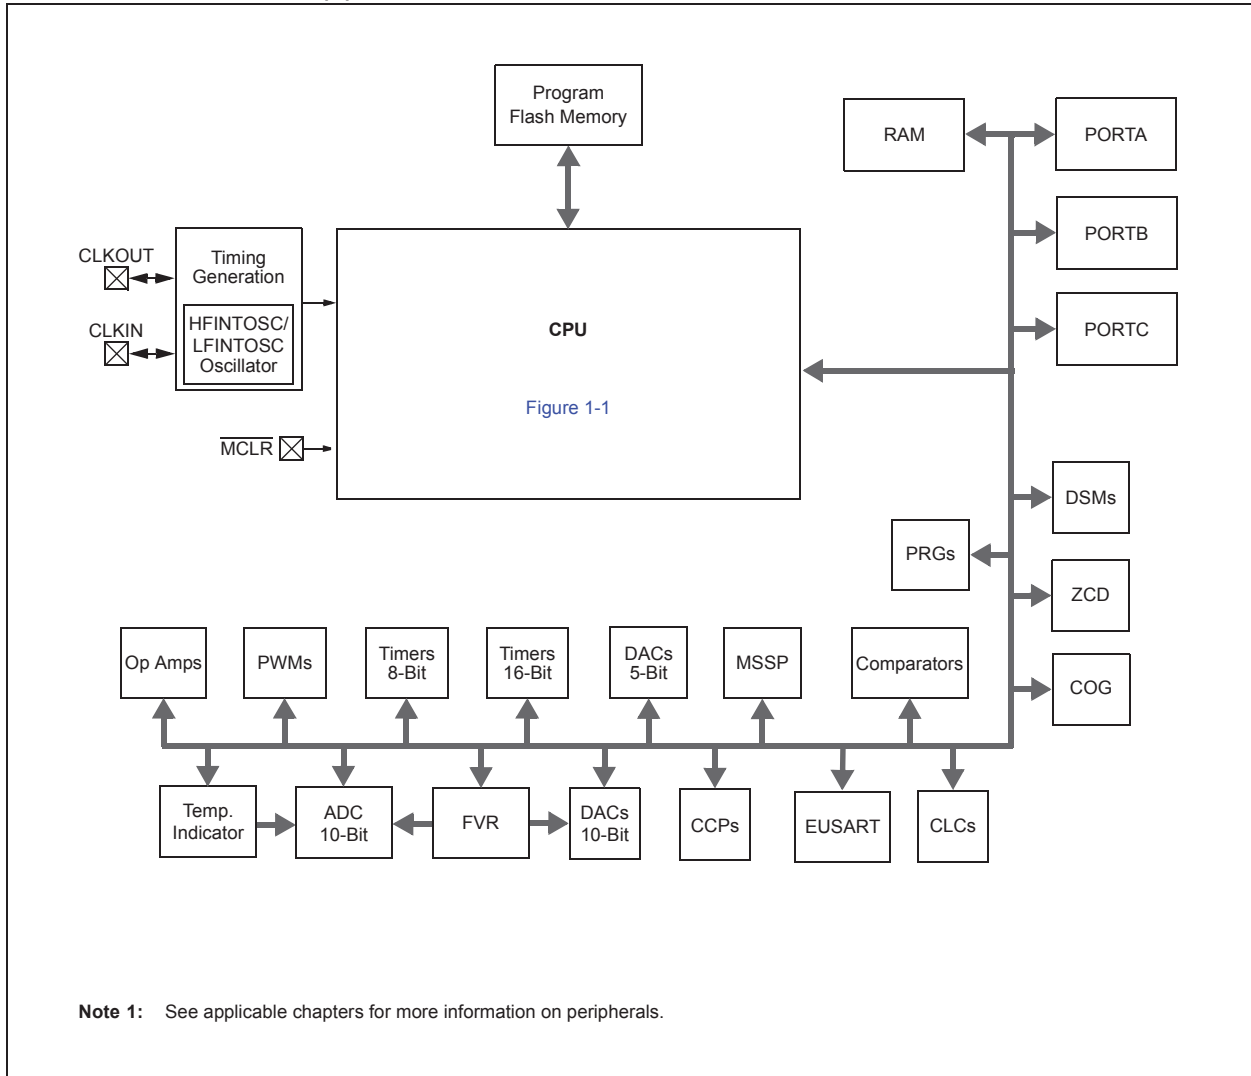 Program
Flash Memory
RAM
PORTA
PORTB
PORTC
CLKOUT
CLKIN
Timing
Generation
HFINTOSC/
LFINTOSC
Oscillator
MCLR
CPU
Figure 1-1
DSMs
PRGs
ZCD
COG
Op Amps
PWMs
Timers
8-Bit
Timers
16-Bit
DACs
5-Bit
MSSP
Comparators
Temp.
Indicator
ADC
10-Bit
FVR
DACs
10-Bit
CCPs
EUSART
CLCs
Note 1: See applicable chapters for more information on peripherals.